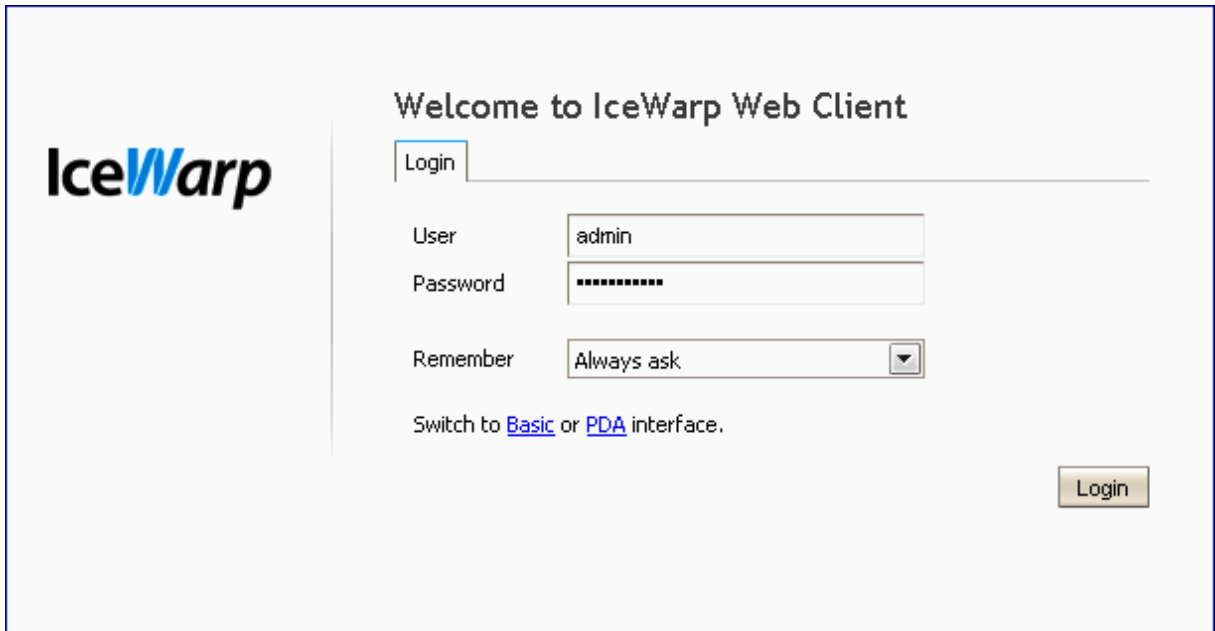 Welcome to IceWarp Web Client
IceWarp
Login
User admin
Password •••••••••••
Remember Always ask
Switch to Basic or PDA interface.
Login